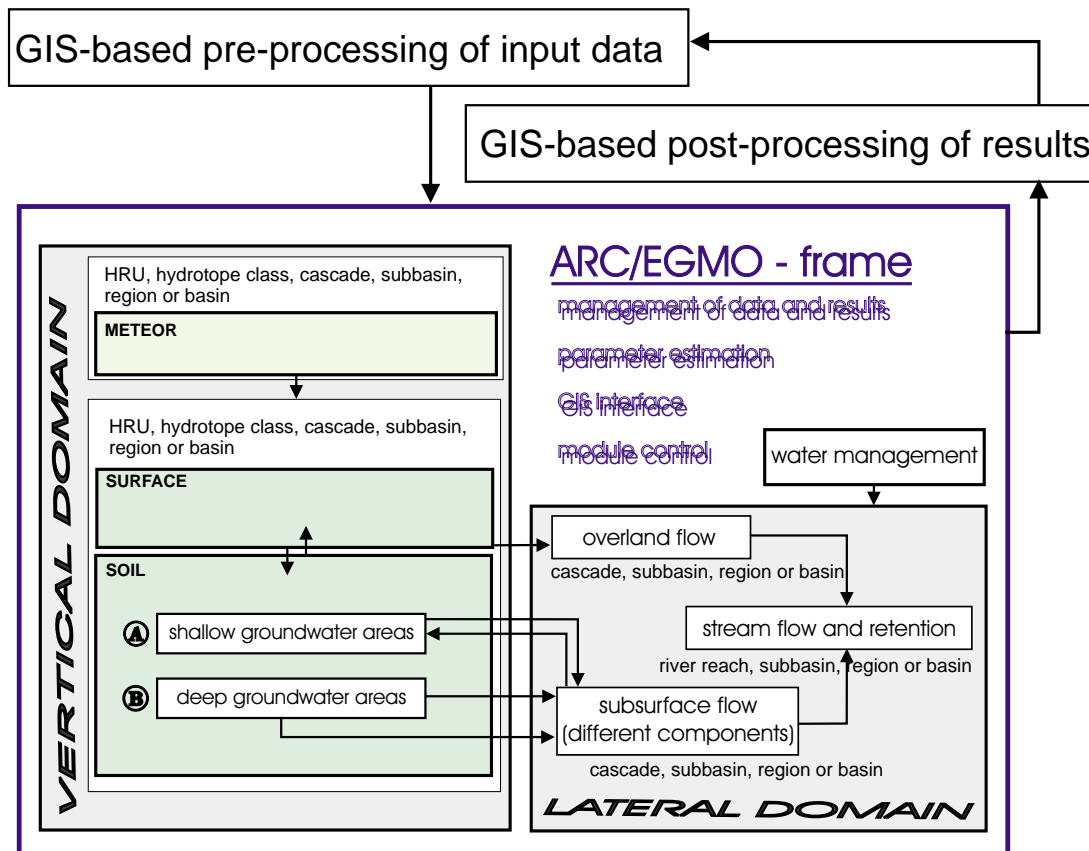 GIS-based pre-processing of input data
GIS-based post-processing of results
VERTICAL DOMAIN
HRU, hydrotope class, cascade, subbasin,
region or basin
METEOR
HRU, hydrotope class, cascade, subbasin,
region or basin
SURFACE
SOIL
A
shallow groundwater areas
B
deep groundwater areas
ARC/EGMO - frame
management of data and results
parameter estimation
GIS interface
module control
water management
overland flow
cascade, subbasin, region or basin
stream flow and retention
river reach, subbasin, region or basin
subsurface flow
(different components)
cascade, subbasin, region or basin
LATERAL DOMAIN